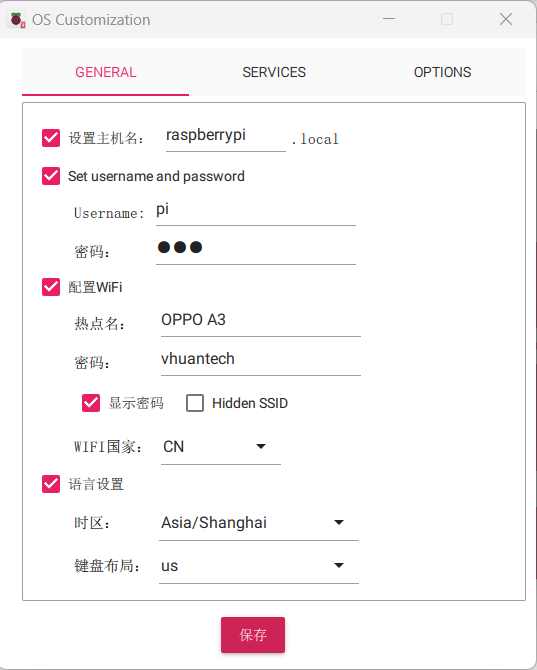 OS Customization
GENERAL SERVICES OPTIONS
设置主机名: raspberrypi .local
Set username and password
Username: pi
密码: ●●●
配置WiFi
热点名: OPPO A3
密码: vhuantech
显示密码 Hidden SSID
WIFI国家: CN
语言设置
时区: Asia/Shanghai
键盘布局: us
保存